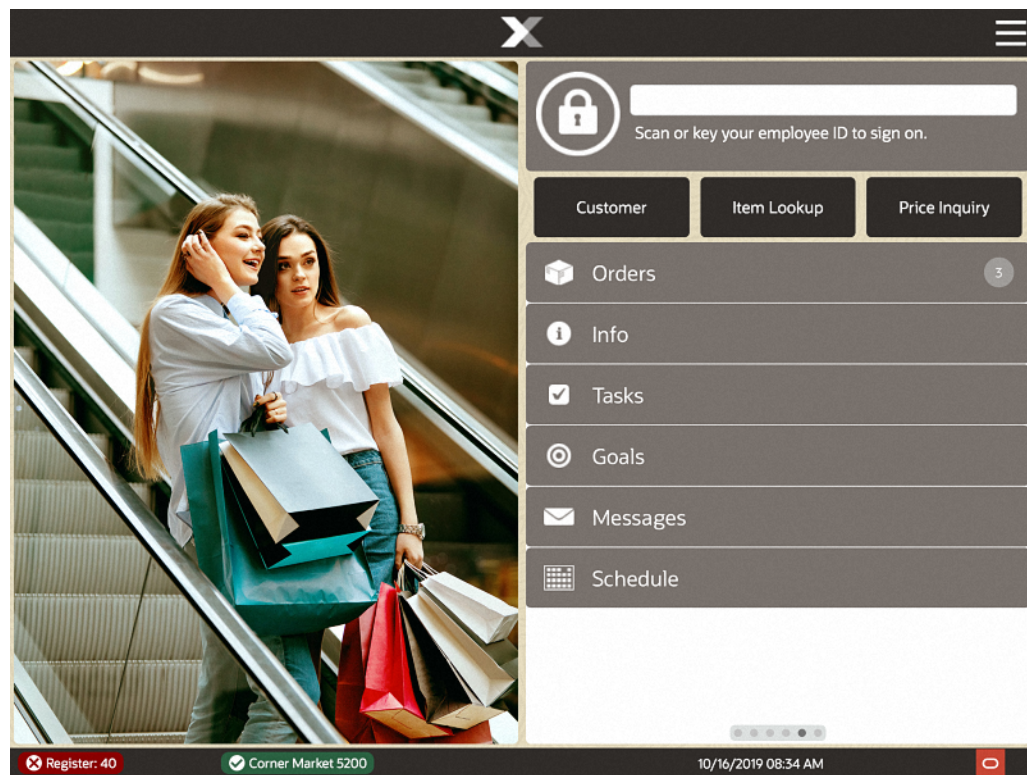 Scan or key your employee ID to sign on.
Customer
Item Lookup
Price Inquiry
Orders
3
Info
Tasks
Goals
Messages
Schedule
Register: 40
Corner Market 5200
10/16/2019 08:34 AM